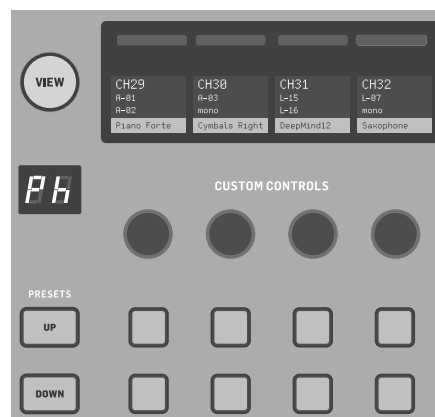 VIEW
CH29
A-01
A-02
Piano Forte
CH30
A-03
mono
Cymbals Right
CH31
L-15
L-16
DeepMind12
CH32
L-07
mono
Saxophone
Ph
CUSTOM CONTROLS
PRESETS
UP
DOWN